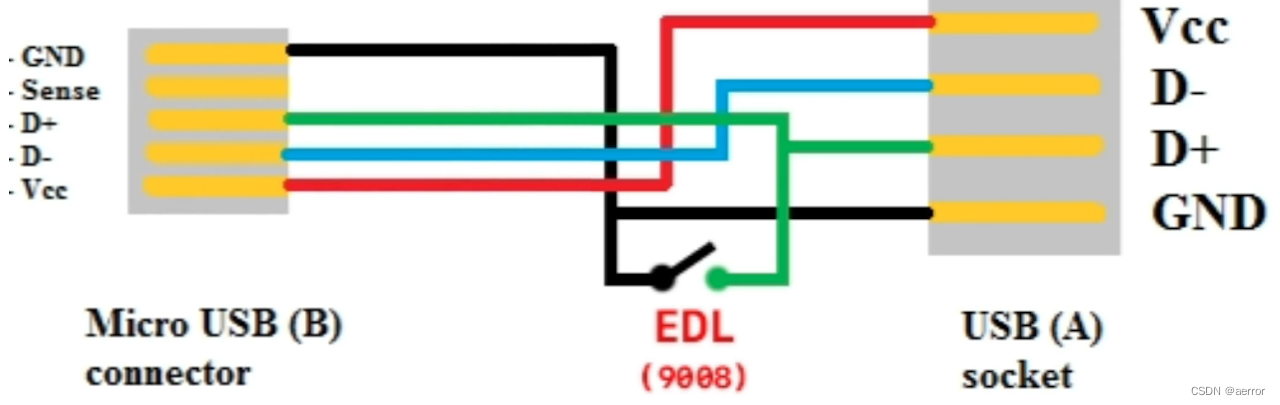 - GND
- Sense
- D+
- D-
- Vcc
Vcc
D-
D+
GND
EDL
(9008)
Micro USB (B)
connector
USB (A)
socket
CSDN @aerror